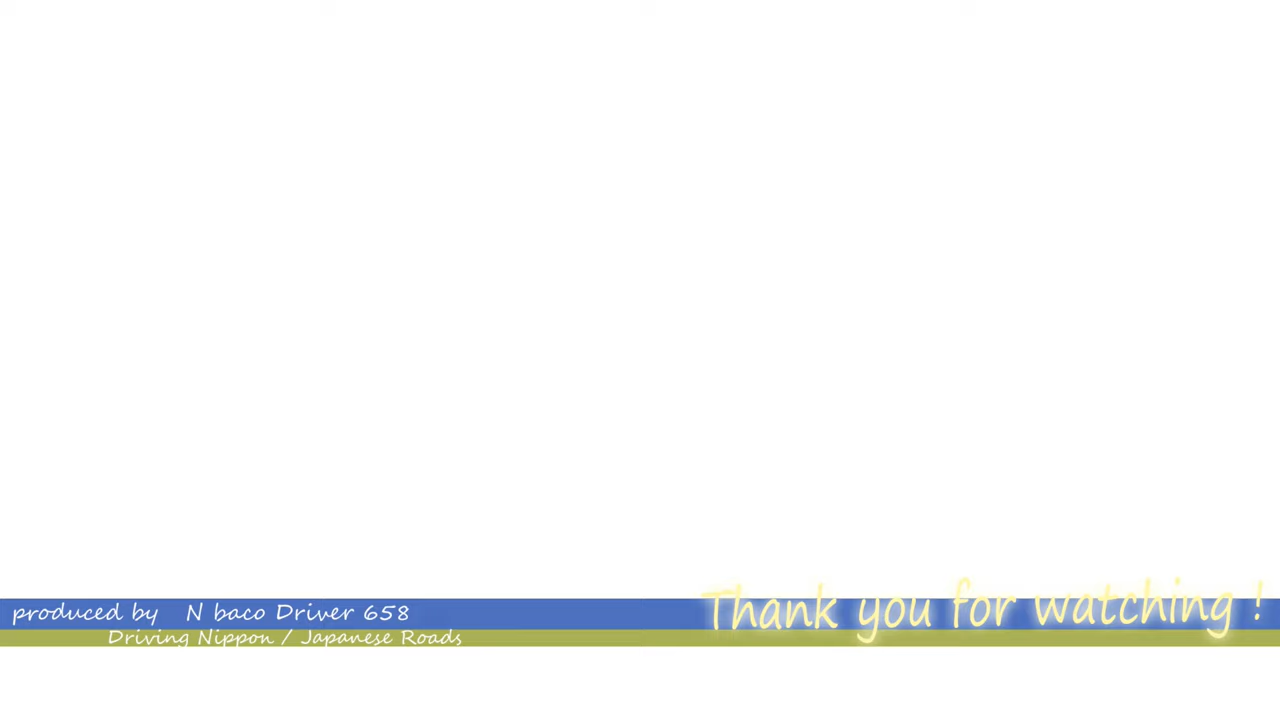 produced by N baco Driver 658
Driving Nippon / Japanese Roads
Thank you for watching !